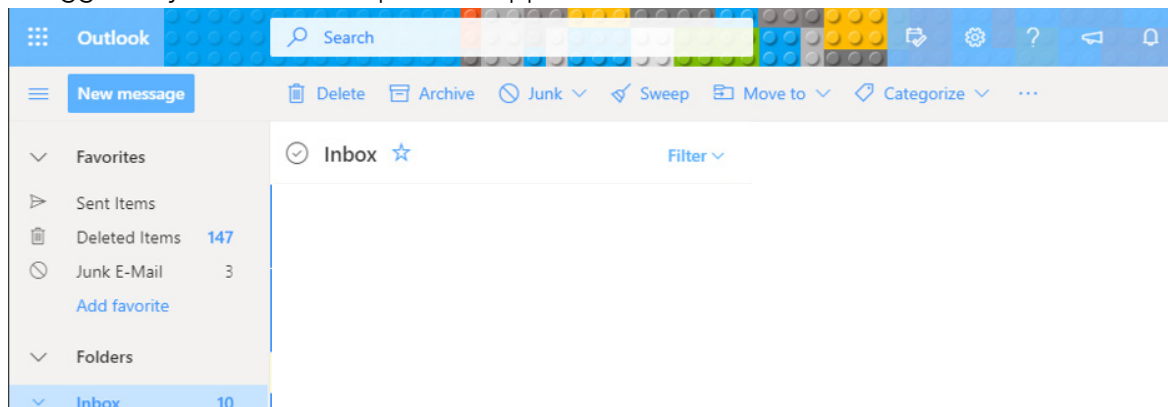 Outlook
Search
New message
Delete Archive Junk Sweep Move to Categorize ...
Favorites
Inbox
Filter
Sent Items
Deleted Items 147
Junk E-Mail 3
Add favorite
Folders
Inbox 10